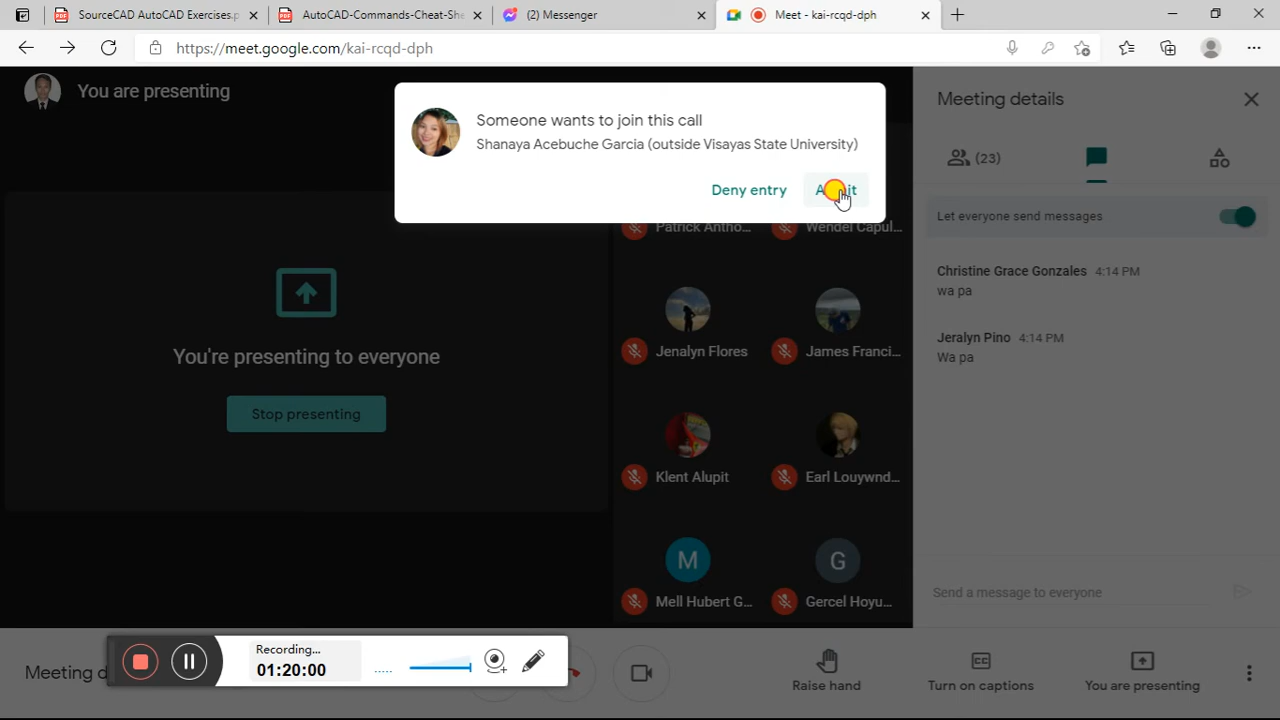 SourceCAD AutoCAD Exercises.p
AutoCAD-Commands-Cheat-She
(2) Messenger
Meet - kai-rcqd-dph
https://meet.google.com/kai-rcqd-dph
You are presenting
Someone wants to join this call
Shanaya Acebuche Garcia (outside Visayas State University)
Deny entry
Meeting details
(23)
Let everyone send messages
Christine Grace Gonzales 4:14 PM
wa pa
Jeralyn Pino 4:14 PM
Wa pa
You're presenting to everyone
Stop presenting
Patrick Antho...
Wendel Capul...
Jenalyn Flores
James Franci...
Klent Alupit
Earl Louywnd...
M
G
Mell Hubert G...
Gercel Hoyu...
Send a message to everyone
Recording...
01:20:00
Meeting d
Raise hand
Turn on captions
You are presenting